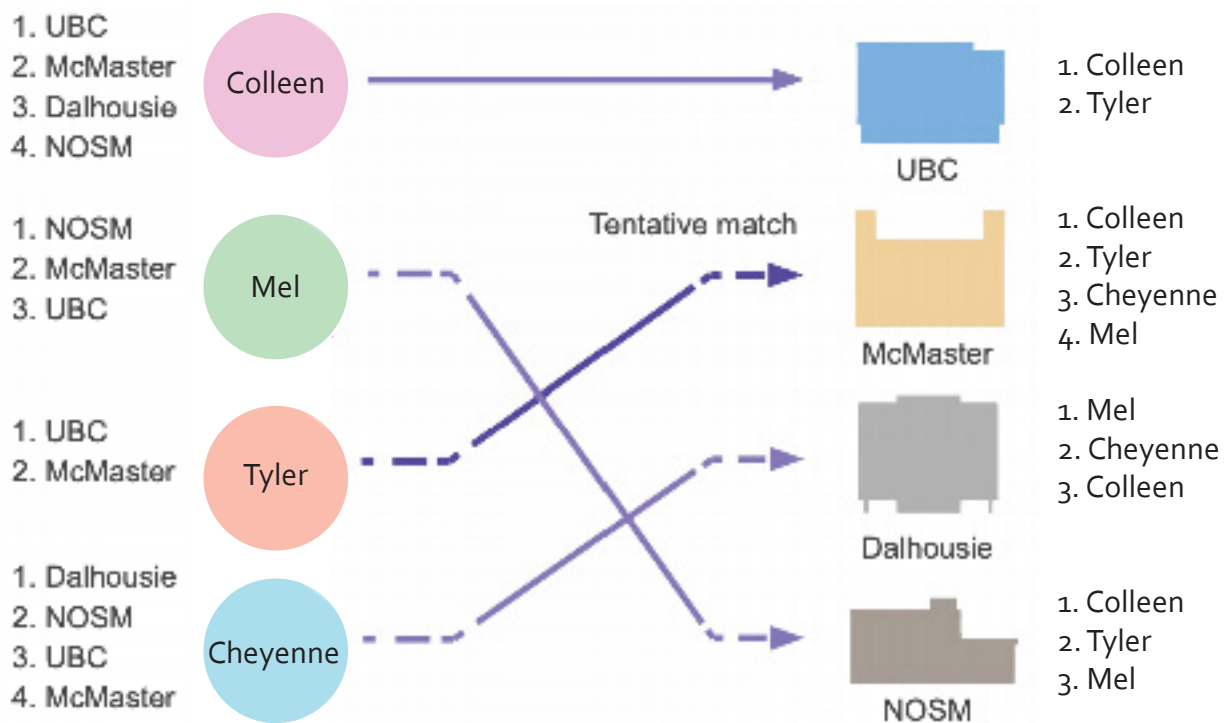 1. UBC
2. McMaster
3. Dalhousie
4. NOSM
Colleen
UBC
1. Colleen
2. Tyler
1. NOSM
2. McMaster
3. UBC
Mel
Tentative match
McMaster
1. Colleen
2. Tyler
3. Cheyenne
4. Mel
1. UBC
2. McMaster
Tyler
Dalhousie
1. Mel
2. Cheyenne
3. Colleen
1. Dalhousie
2. NOSM
3. UBC
4. McMaster
Cheyenne
NOSM
1. Colleen
2. Tyler
3. Mel